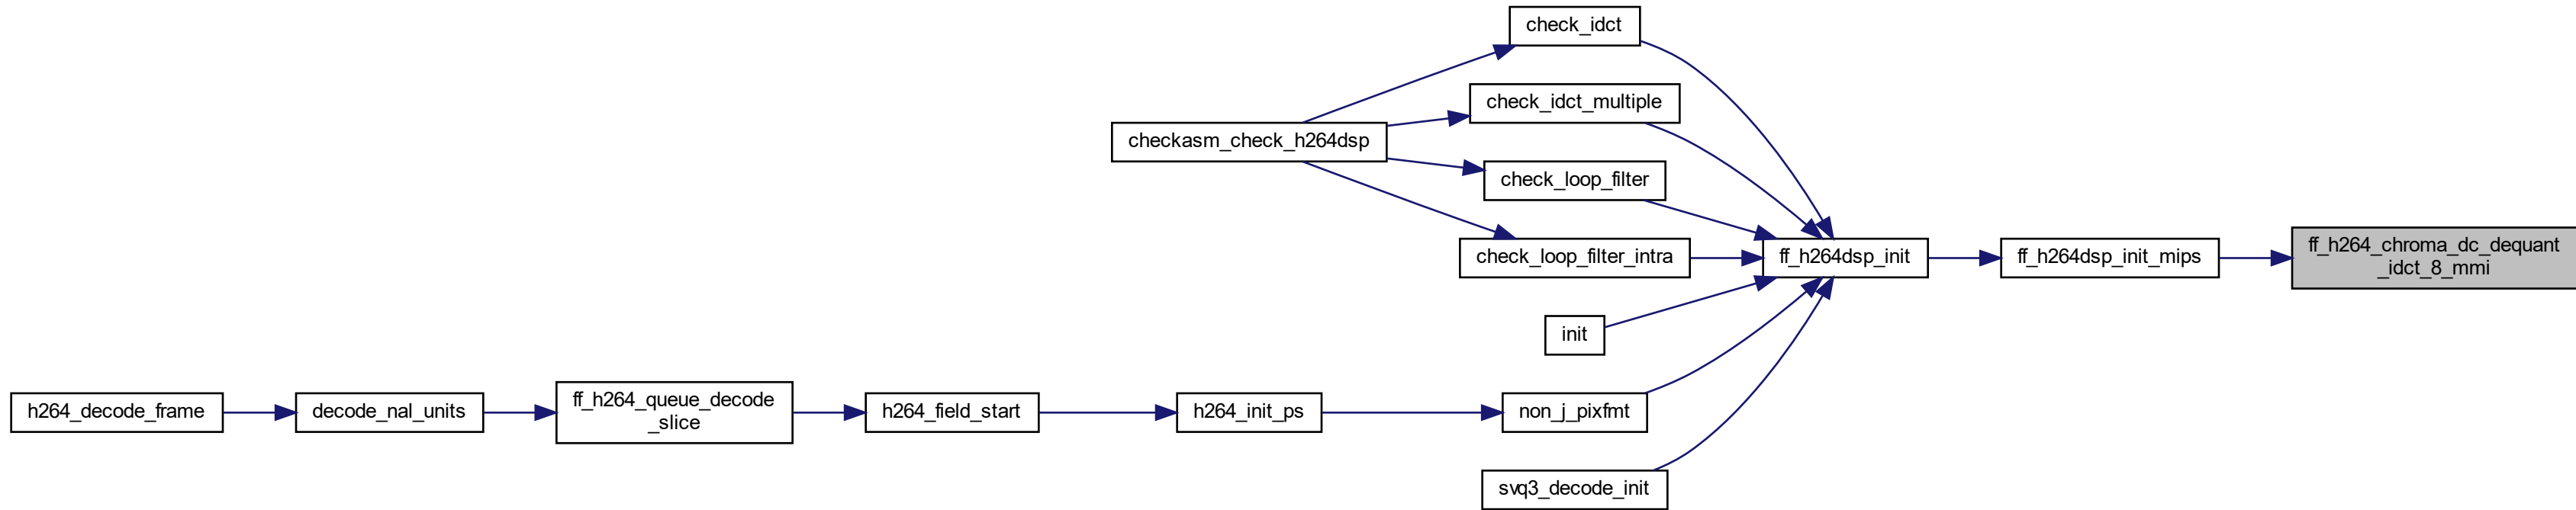 check_idct
check_idct_multiple
checkasm_check_h264dsp
check_loop_filter
check_loop_filter_intra
ff_h264dsp_init
ff_h264dsp_init_mips
ff_h264_chroma_dc_dequant
_idct_8_mmi
init
h264_decode_frame
decode_nal_units
ff_h264_queue_decode
_slice
h264_field_start
h264_init_ps
non_j_pixfmt
svq3_decode_init